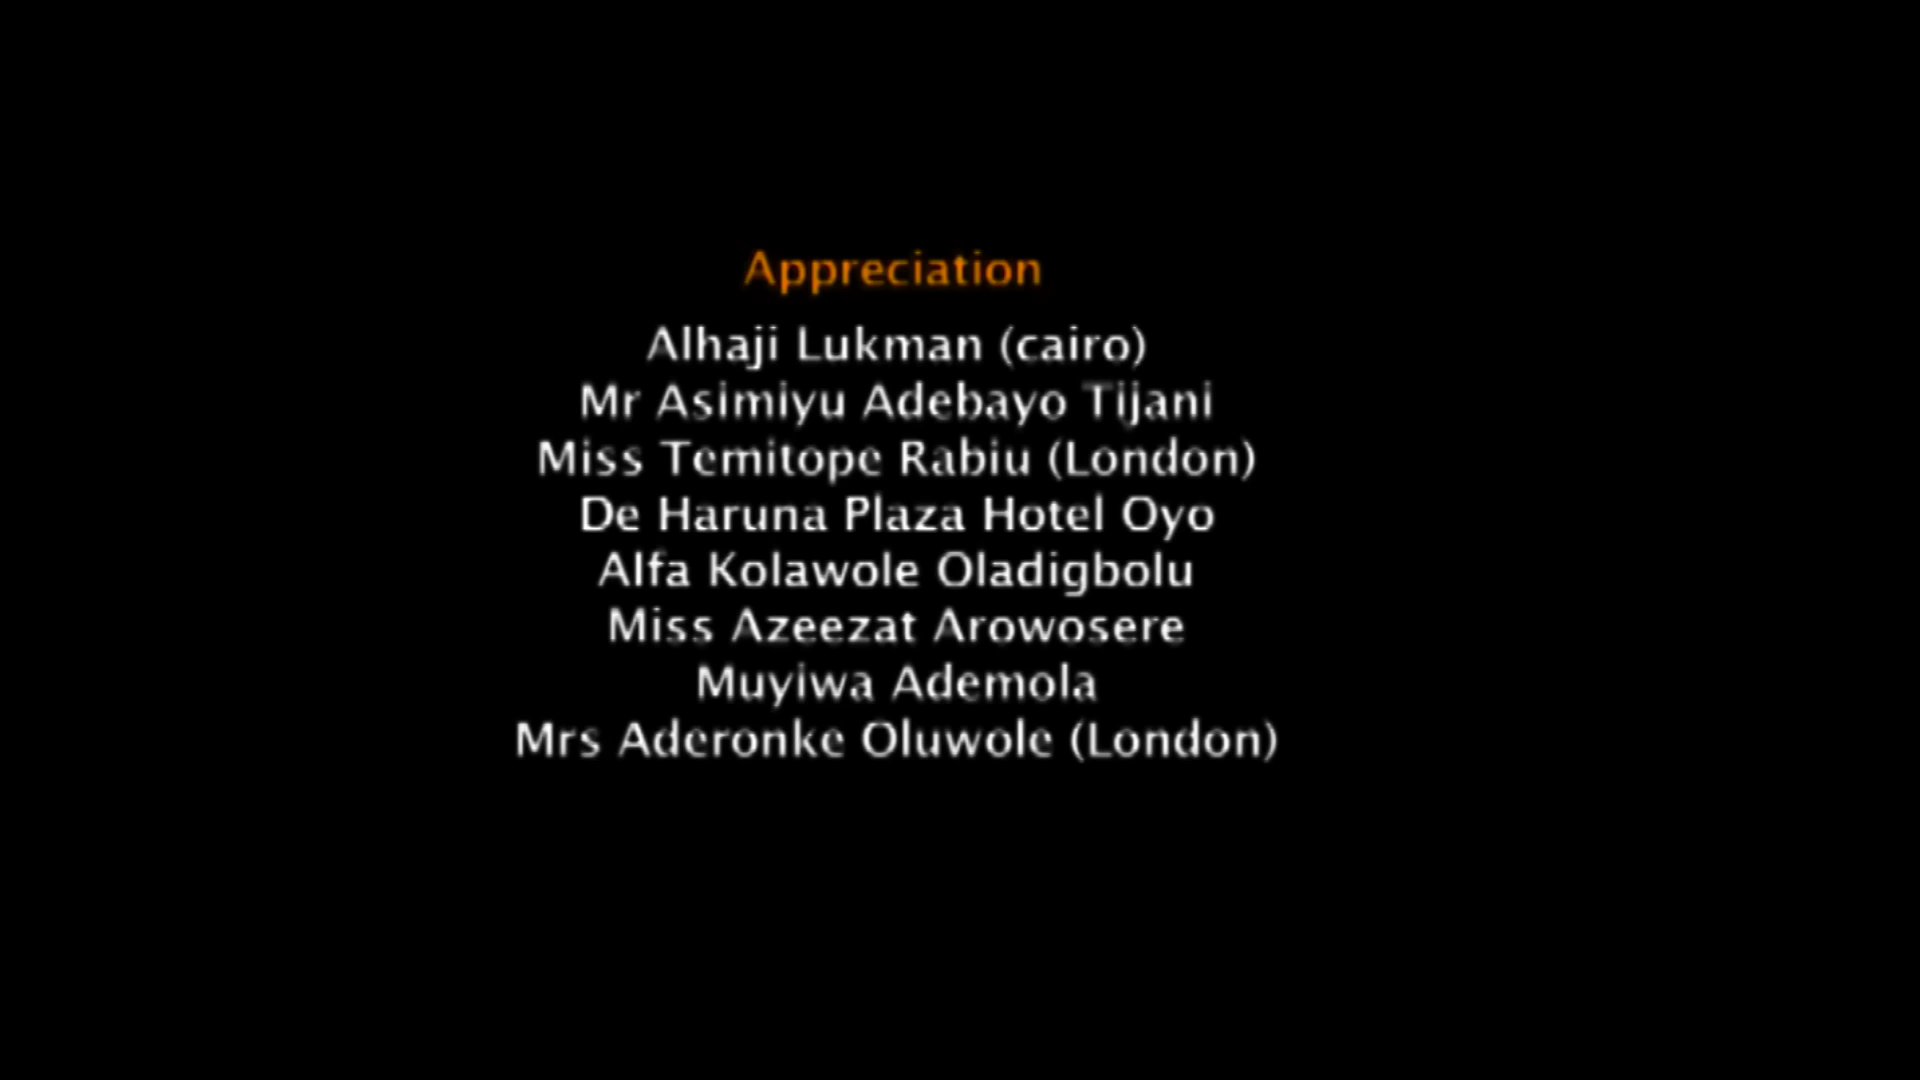 Appreciation
Alhaji Lukman (cairo)
Mr Asimiyu Adebayo Tijani
Miss Temitope Rabiu (London)
De Haruna Plaza Hotel Oyo
Alfa Kolawole Oladigbolu
Miss Azeezat Arowosere
Muyiwa Ademola
Mrs Aderonke Oluwole (London)